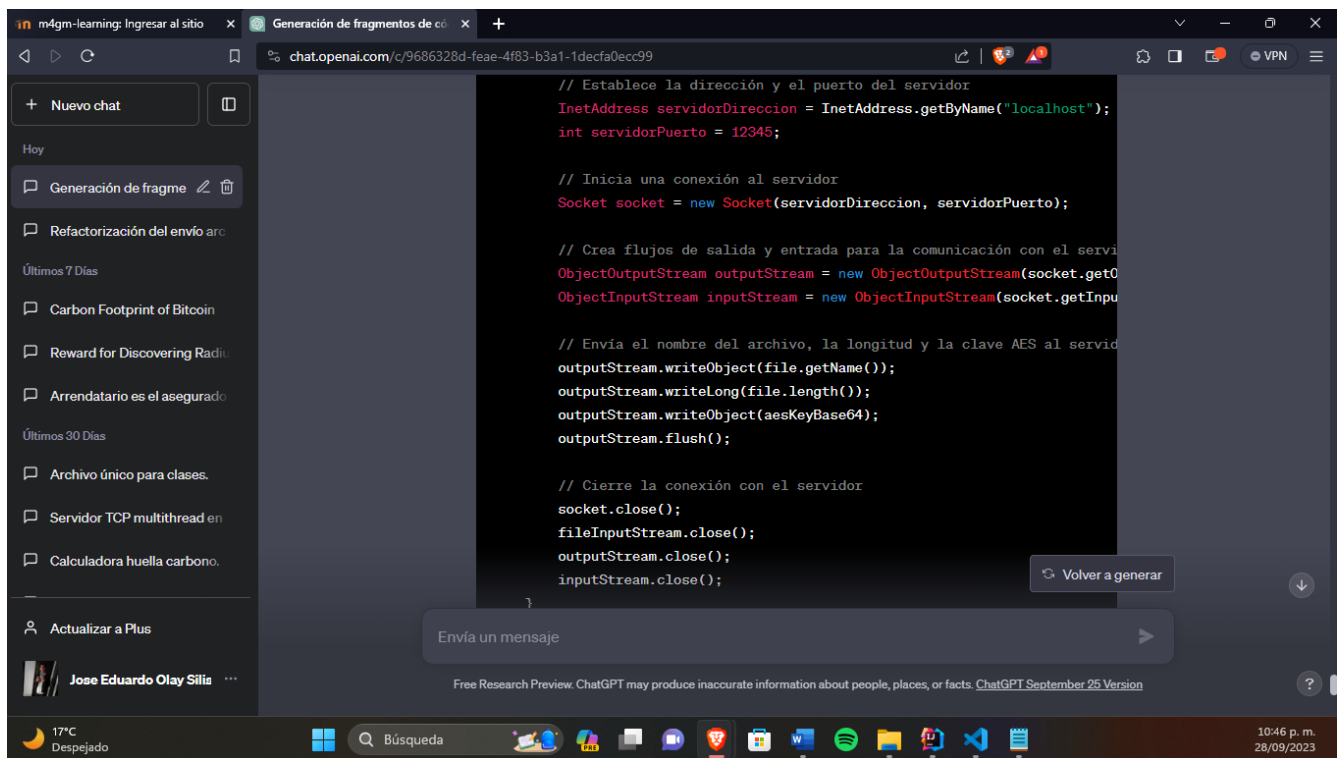 m4gm-learning: Ingresar al sitio
Generación de fragmentos de có
chat.openai.com/c/9686328d-feae-4f83-b3a1-1decfa0ecc99
VPN
Nuevo chat
Hoy
Generación de fragme
Refactorización del envío arc
Últimos 7 Días
Carbon Footprint of Bitcoin
Reward for Discovering Radiu
Arrendatario es el asegurado
Últimos 30 Días
Archivo único para clases.
Servidor TCP multithread en
Calculadora huella carbono.
Actualizar a Plus
Jose Eduardo Olay Silis
// Establece la dirección y el puerto del servidor
InetAddress servidorDireccion = InetAddress.getByName("localhost");
int servidorPuerto = 12345;
// Inicia una conexión al servidor
Socket socket = new Socket(servidorDireccion, servidorPuerto);
// Crea flujos de salida y entrada para la comunicación con el servi
ObjectOutputStream outputStream = new ObjectOutputStream(socket.getO
ObjectInputStream inputStream = new ObjectInputStream(socket.getInpu
// Envía el nombre del archivo, la longitud y la clave AES al servid
outputStream.writeObject(file.getName());
outputStream.writeLong(file.length());
outputStream.writeObject(aesKeyBase64);
outputStream.flush();
// Cierre la conexión con el servidor
socket.close();
fileInputStream.close();
outputStream.close();
inputStream.close();
}
Volver a generar
Envía un mensaje
Free Research Preview. ChatGPT may produce inaccurate information about people, places, or facts. ChatGPT September 25 Version
?
17°C
Despejado
Búsqueda
PRE
10:46 p. m.
28/09/2023